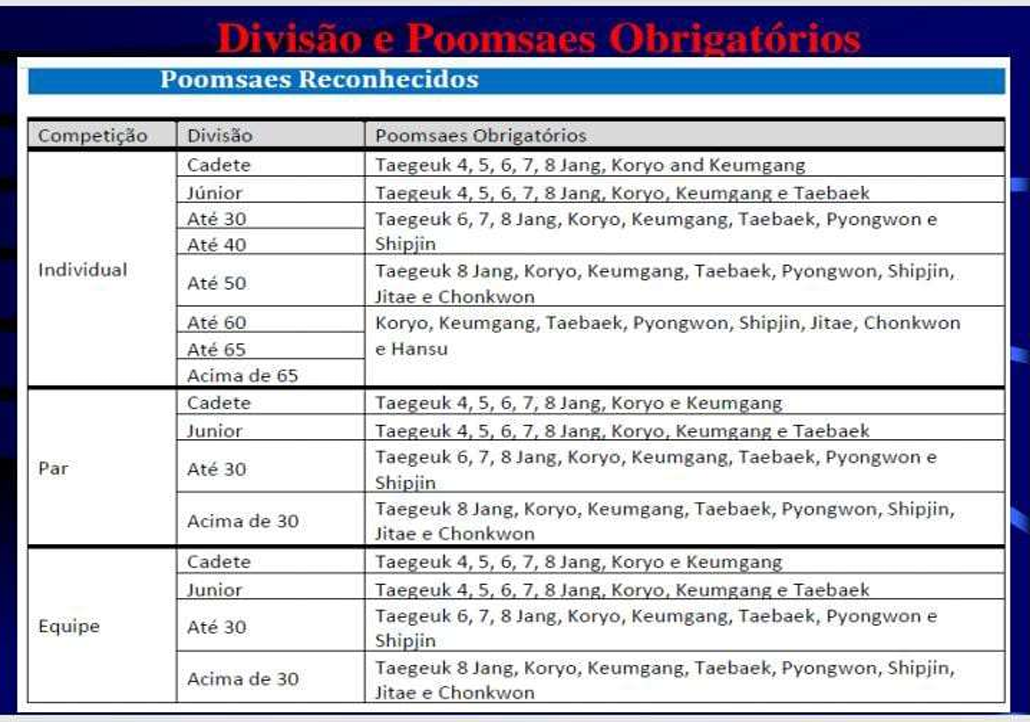 Divisão e Poomsaes Obrigatórios
Poomsaes Reconhecidos
Competição Divisão Poomsaes Obrigatórios
Individual
Cadete Taegeuk 4, 5, 6, 7, 8 Jang, Koryo and Keumgang
Júnior Taegeuk 4, 5, 6, 7, 8 Jang, Koryo, Keumgang e Taebaek
Até 30 Taegeuk 6, 7, 8 Jang, Koryo, Keumgang, Taebaek, Pyongwon e
Até 40 Shipjin
Até 50 Taegeuk 8 Jang, Koryo, Keumgang, Taebaek, Pyongwon, Shipjin,
Jitae e Chonkwon
Até 60 Koryo, Keumgang, Taebaek, Pyongwon, Shipjin, Jitae, Chonkwon
Até 65 e Hansu
Acima de 65
Par
Cadete Taegeuk 4, 5, 6, 7, 8 Jang, Koryo e Keumgang
Junior Taegeuk 4, 5, 6, 7, 8 Jang, Koryo, Keumgang e Taebaek
Até 30 Taegeuk 6, 7, 8 Jang, Koryo, Keumgang, Taebaek, Pyongwon e
Shipjin
Acima de 30 Taegeuk 8 Jang, Koryo, Keumgang, Taebaek, Pyongwon, Shipjin,
Jitae e Chonkwon
Equipe
Cadete Taegeuk 4, 5, 6, 7, 8 Jang, Koryo e Keumgang
Junior Taegeuk 4, 5, 6, 7, 8 Jang, Koryo, Keumgang e Taebaek
Até 30 Taegeuk 6, 7, 8 Jang, Koryo, Keumgang, Taebaek, Pyongwon e
Shipjin
Acima de 30 Taegeuk 8 Jang, Koryo, Keumgang, Taebaek, Pyongwon, Shipjin,
Jitae e Chonkwon